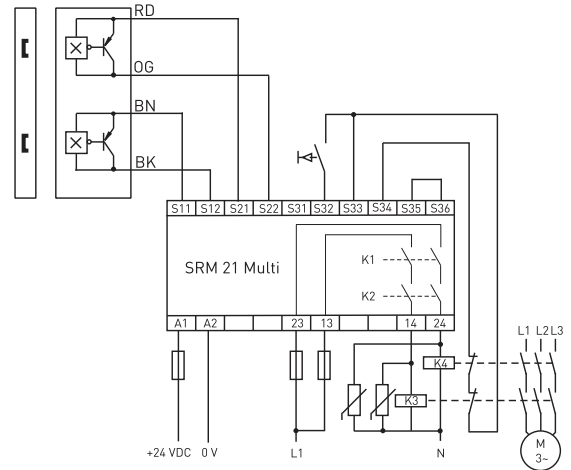 RD
OG
BN
BK
S11 S12 S21 S22 S31 S32 S33 S34 S35 S36
SRM 21 Multi
K1
K2
A1 A2 23 13 14 24
L1 L2 L3
K4
K3
+24 VDC 0 V L1 N
M
3~